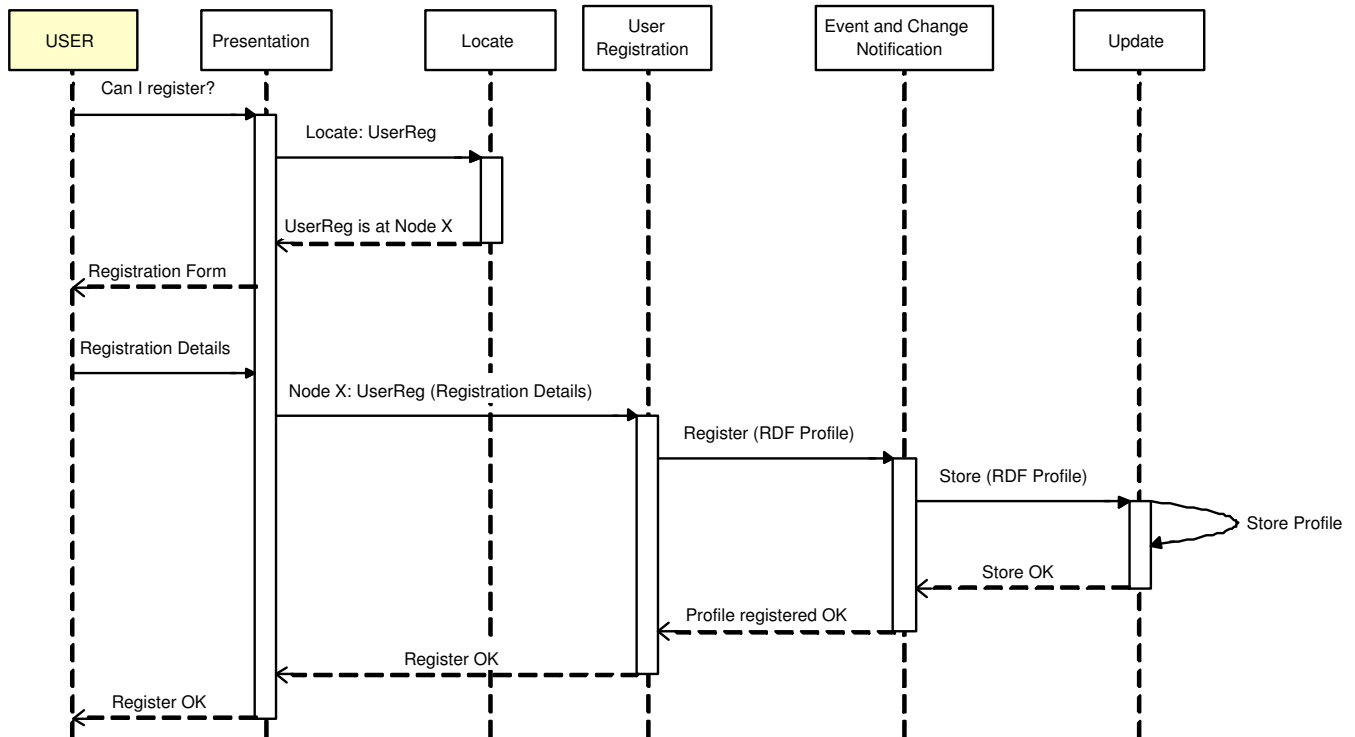 USER
Presentation
Locate
User
Registration
Event and Change
Notification
Update
Can I register?
Locate: UserReg
UserReg is at Node X
Registration Form
Registration Details
Node X: UserReg (Registration Details)
Register (RDF Profile)
Store (RDF Profile)
Store Profile
Store OK
Profile registered OK
Register OK
Register OK